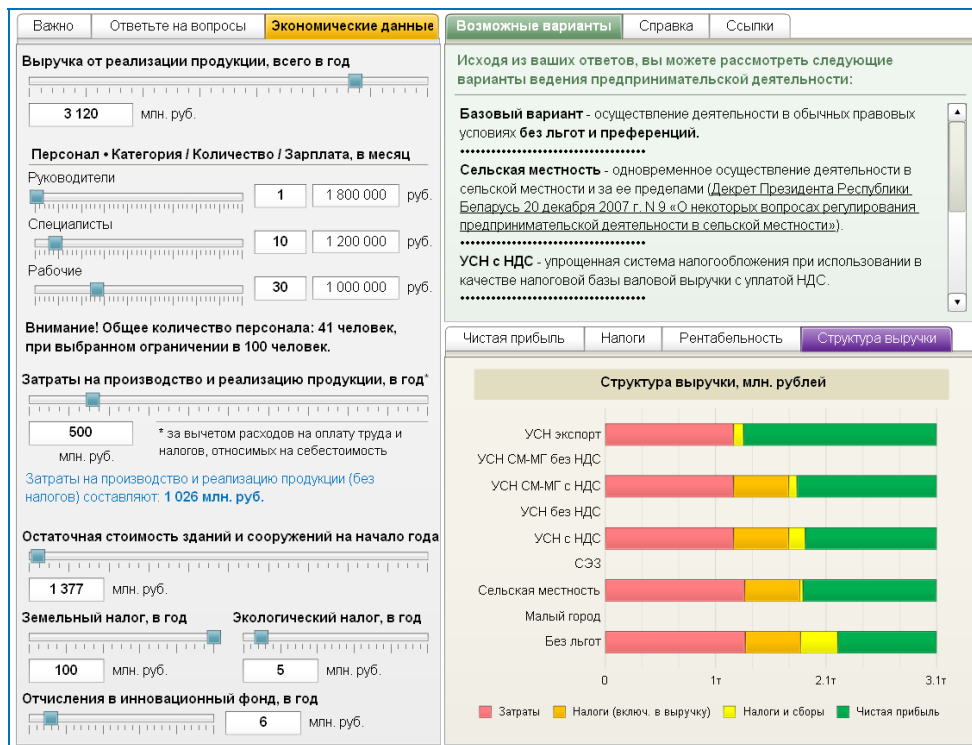 Важно
Ответьте на вопросы
Экономические данные
Выручка от реализации продукции, всего в год
3 120 млн. руб.
Персонал • Категория / Количество / Зарплата, в месяц
Руководители
1 1 800 000 руб.
Специалисты
10 1 200 000 руб.
Рабочие
30 1 000 000 руб.
Внимание! Общее количество персонала: 41 человек,
при выбранном ограничении в 100 человек.
Затраты на производство и реализацию продукции, в год*
500
млн. руб.
* за вычетом расходов на оплату труда и
налогов, относимых на себестоимость
Затраты на производство и реализацию продукции (без
налогов) составляют: 1 026 млн. руб.
Остаточная стоимость зданий и сооружений на начало года
1 377 млн. руб.
Земельный налог, в год
100 млн. руб.
Экологический налог, в год
5 млн. руб.
Отчисления в инновационный фонд, в год
6 млн. руб.
Возможные варианты
Справка
Ссылки
Исходя из ваших ответов, вы можете рассмотреть следующие
варианты ведения предпринимательской деятельности:
Базовый вариант - осуществление деятельности в обычных правовых
условиях без льгот и преференций.
Сельская местность - одновременное осуществление деятельности в
сельской местности и за ее пределами (Декрет Президента Республики
Беларусь 20 декабря 2007 г. N 9 «О некоторых вопросах регулирования
предпринимательской деятельности в сельской местности»).
УСН с НДС - упрощенная система налогообложения при использовании в
качестве налоговой базы валовой выручки с уплатой НДС.
Чистая прибыль
Налоги
Рентабельность
Структура выручки
Структура выручки, млн. рублей
УСН экспорт
УСН СМ-МГ без НДС
УСН СМ-МГ с НДС
УСН без НДС
УСН с НДС
СЭЗ
Сельская местность
Малый город
Без льгот
0 1т 2.1т 3.1т
Затраты Налоги (включ. в выручку) Налоги и сборы Чистая прибыль